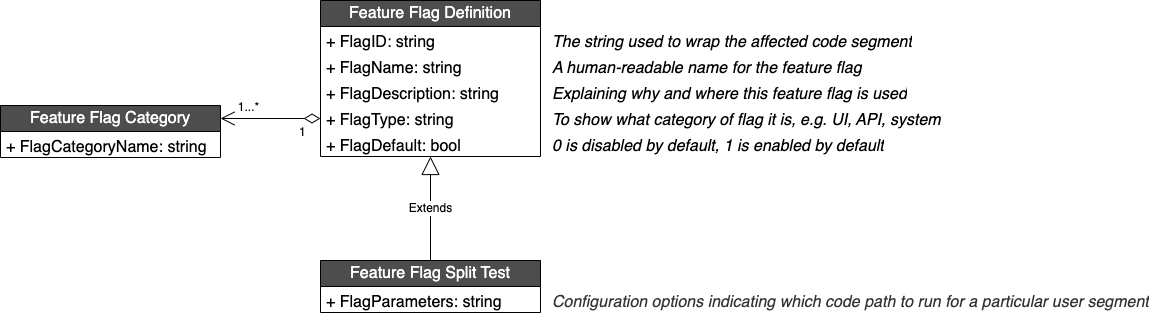 Feature Flag Definition
+ FlagID: string
The string used to wrap the affected code segment
+ FlagName: string
A human-readable name for the feature flag
+ FlagDescription: string
Explaining why and where this feature flag is used
1...*
Feature Flag Category
1
+ FlagType: string
To show what category of flag it is, e.g. UI, API, system
+ FlagCategoryName: string
+ FlagDefault: bool
0 is disabled by default, 1 is enabled by default
Extends
Feature Flag Split Test
+ FlagParameters: string
Configuration options indicating which code path to run for a particular user segment